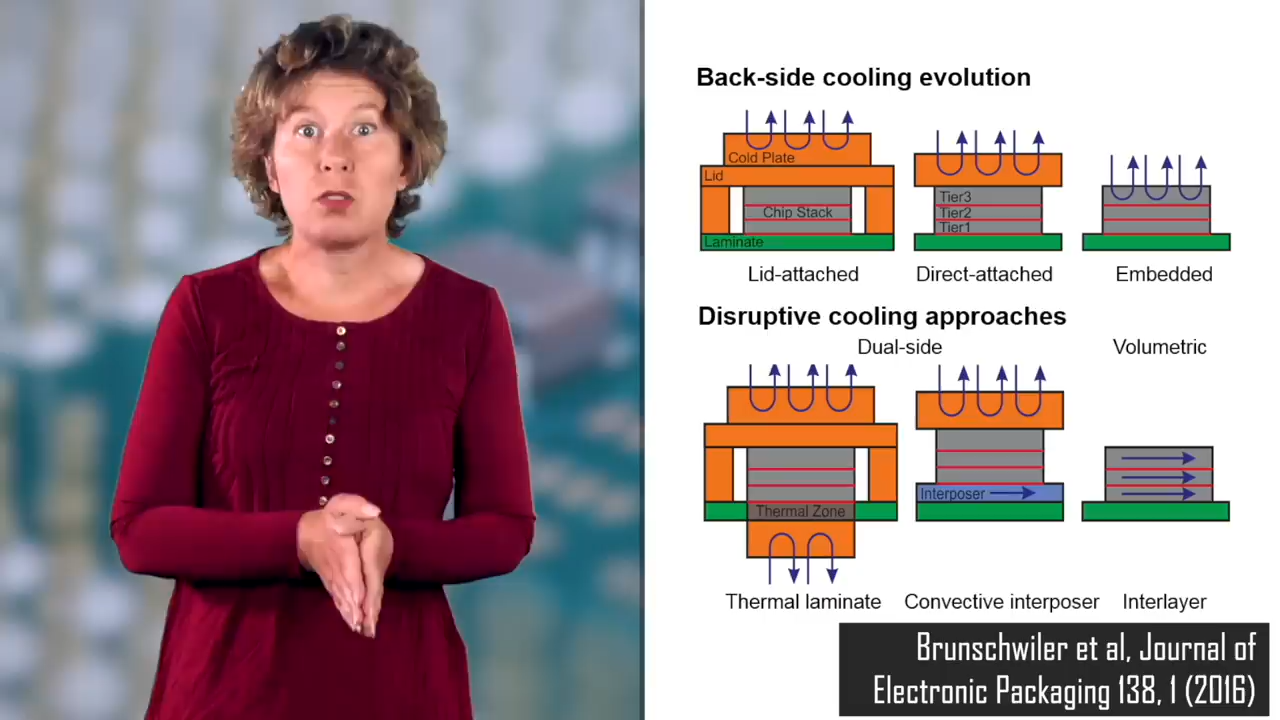 Back-side cooling evolution
Cold Plate
Lid
Chip Stack
Laminate
Tier3
Tier2
Tier1
Lid-attached
Direct-attached
Embedded
Disruptive cooling approaches
Dual-side
Volumetric
Thermal Zone
Interposer
Thermal laminate
Convective interposer
Interlayer
Brunschwiler et al, Journal of
Electronic Packaging 138, 1 (2016)